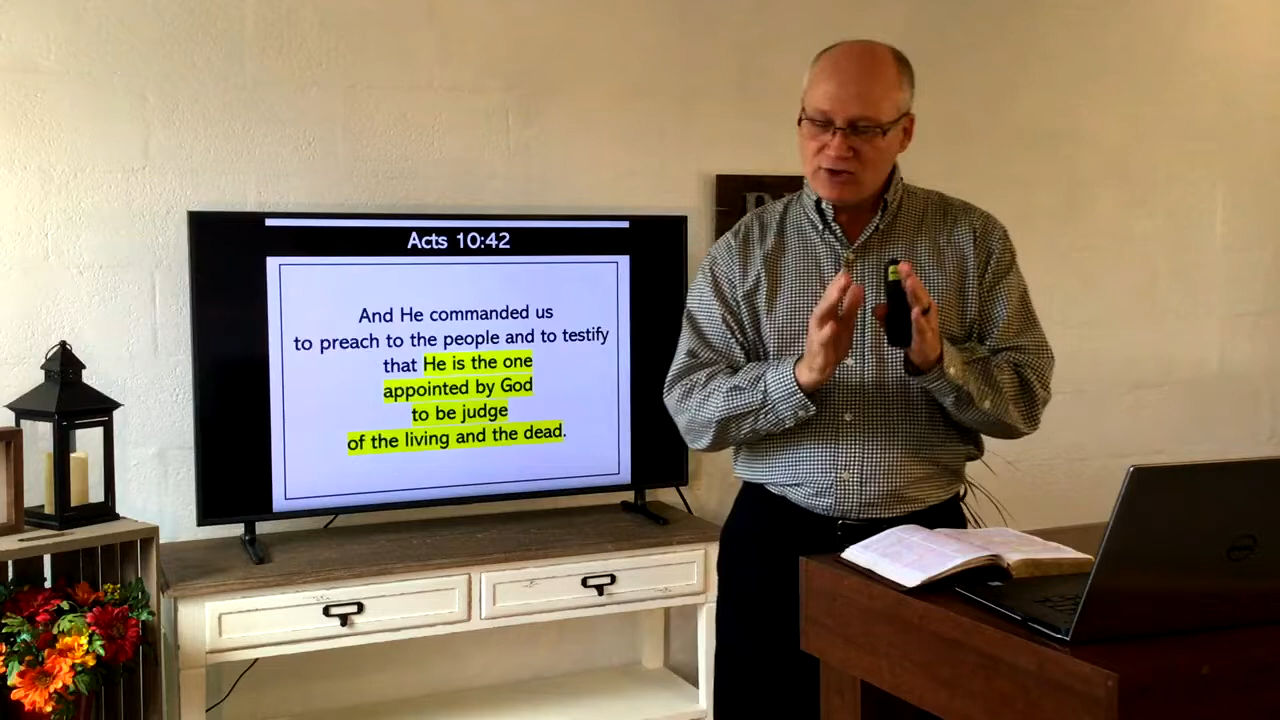 Acts 10:42
And He commanded us
to preach to the people and to testify
that He is the one
appointed by God
to be judge
of the living and the dead.
DELL